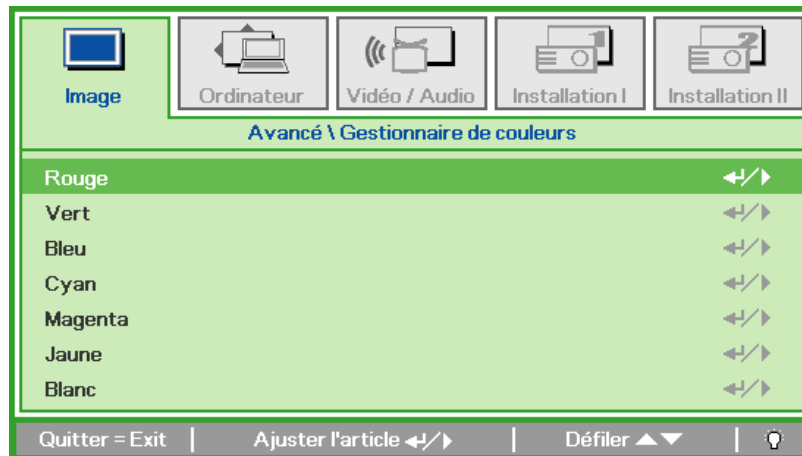 Image Ordinateur Vidéo / Audio Installation I Installation II
Avancé \ Gestionnaire de couleurs
Rouge
Vert
Bleu
Cyan
Magenta
Jaune
Blanc
Quitter = Exit Ajuster l'article / Défiler